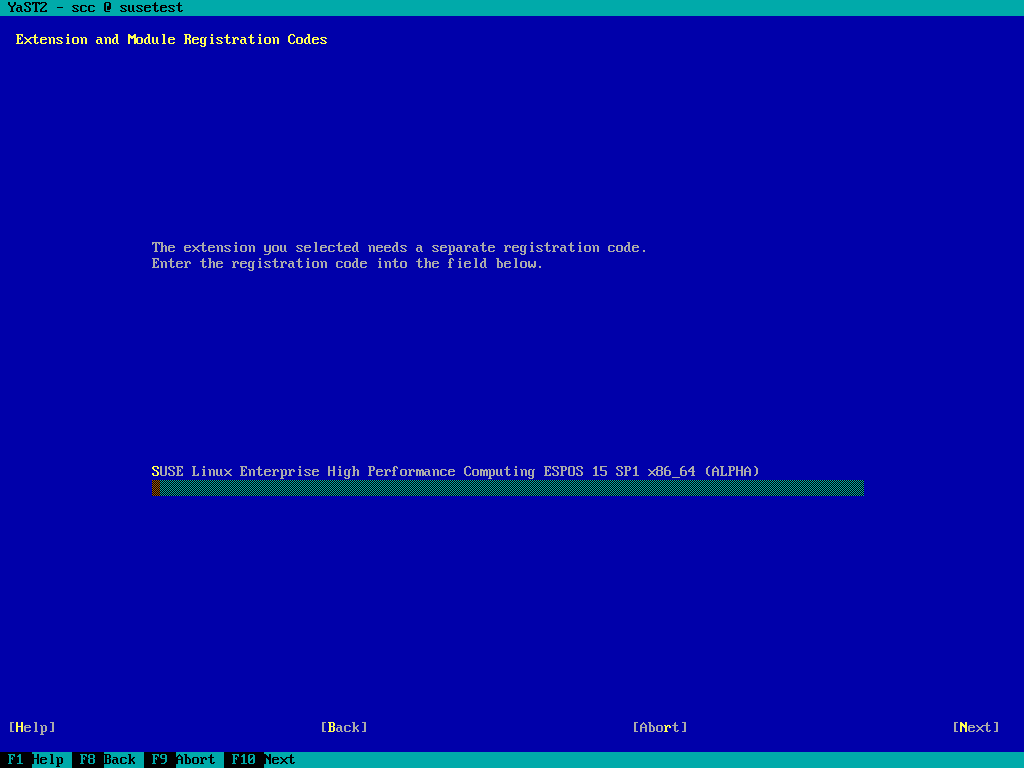 YaST2 - scc @ susetest
Extension and Module Registration Codes
The extension you selected needs a separate registration code.
Enter the registration code into the field below.
SUSE Linux Enterprise High Performance Computing ESPOS 15 SP1 x86_64 (ALPHA)
[Help] [Back] [Abort] [Next]
F1 Help F8 Back F9 Abort F10 Next